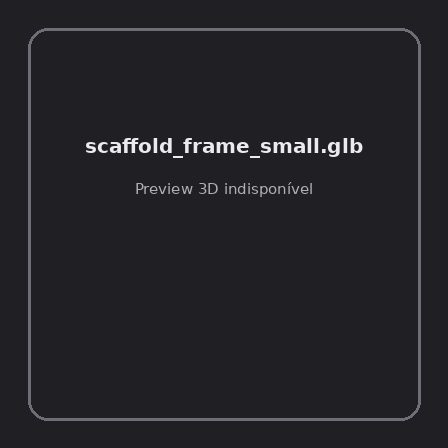 scaffold_frame_small.glb
Preview 3D indisponível